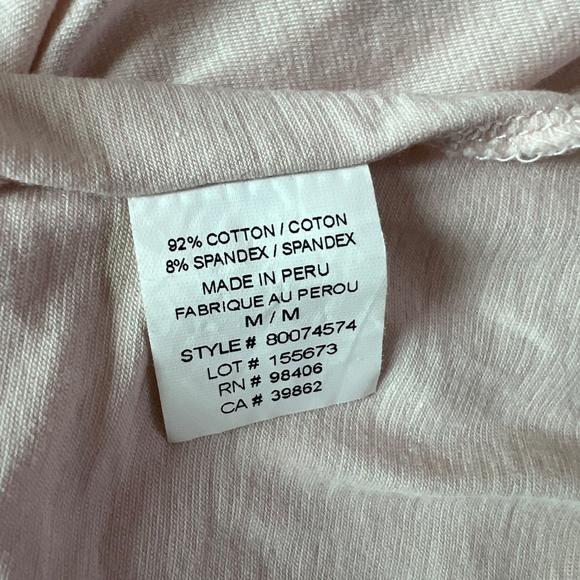 92% COTTON / COTON
8% SPANDEX / SPANDEX
MADE IN PERU
FABRIQUE AU PEROU
M / M
STYLE# 80074574
LOT# 155673
RN# 98406
CA# 39862